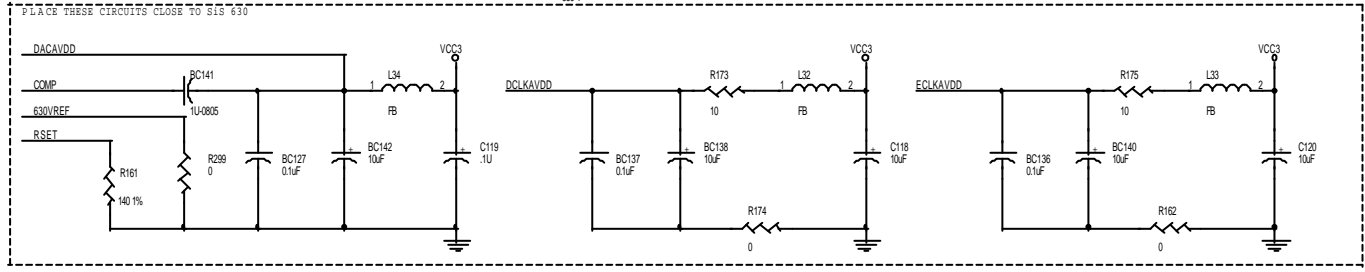 PLACE THESE CIRCUITS CLOSE TO SiS 630
DACAVDD
COMP
630VREF
RSET
BC141
1U-0805
R161
140 1%
R299
0
BC127
0.1uF
BC142
10uF
1 L34 2
FB
VCC3
C119
.1U
DCLKAVDD
BC137
0.1uF
BC138
10uF
R173
10
1 L32 2
FB
VCC3
C118
10uF
R174
0
ECLKAVDD
BC136
0.1uF
BC140
10uF
R175
10
1 L33 2
FB
VCC3
C120
10uF
R162
0